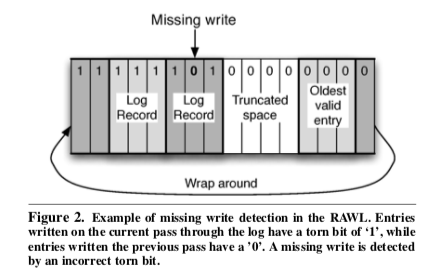 Missing write
1 1 1 1 1 1 0 1 0 0 0 0 0 0 0 0
Log Record
Log Record
Truncated space
Oldest valid entry
Wrap around
Figure 2. Example of missing write detection in the RAWL. Entries
written on the current pass through the log have a torn bit of ‘1’, while
entries written the previous pass have a ’0’. A missing write is detected
by an incorrect torn bit.